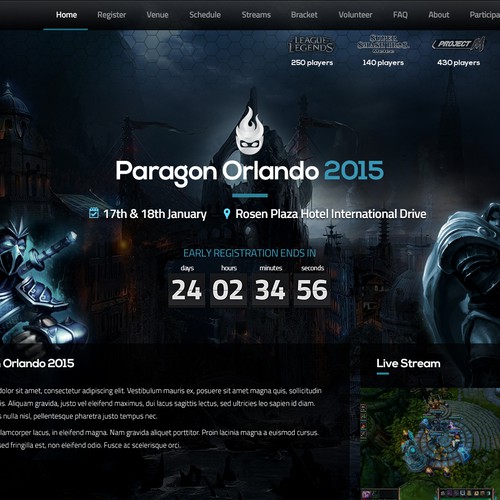 Home Register Venue Schedule Streams Bracket Volunteer FAQ About Participa
LEAGUE OF LEGENDS
250 players
SUPER SMASH BROS.
140 players
PROJECT M
430 players
Paragon Orlando 2015
17th & 18th January Rosen Plaza Hotel International Drive
EARLY REGISTRATION ENDS IN
days hours minutes seconds
24 02 34 56
Orlando 2015
dolor sit amet, consectetur adipiscing elit. Vestibulum mauris ex, posuere sit amet magna quis, sollicitudin
s. Aliquam gravida, justo vel eleifend maximus, dui lacus sagittis lectus, sed ultricies leo sapien id diam.
s nulla nisl, pellentesque pharetra justo tempus nec.
llamcorper lacus, in eleifend magna. Nam gravida aliquet porttitor. Proin lacinia magna a euismod cursus.
sed fringilla est, non eleifend odio. Fusce ac scelerisque orci.
Live Stream